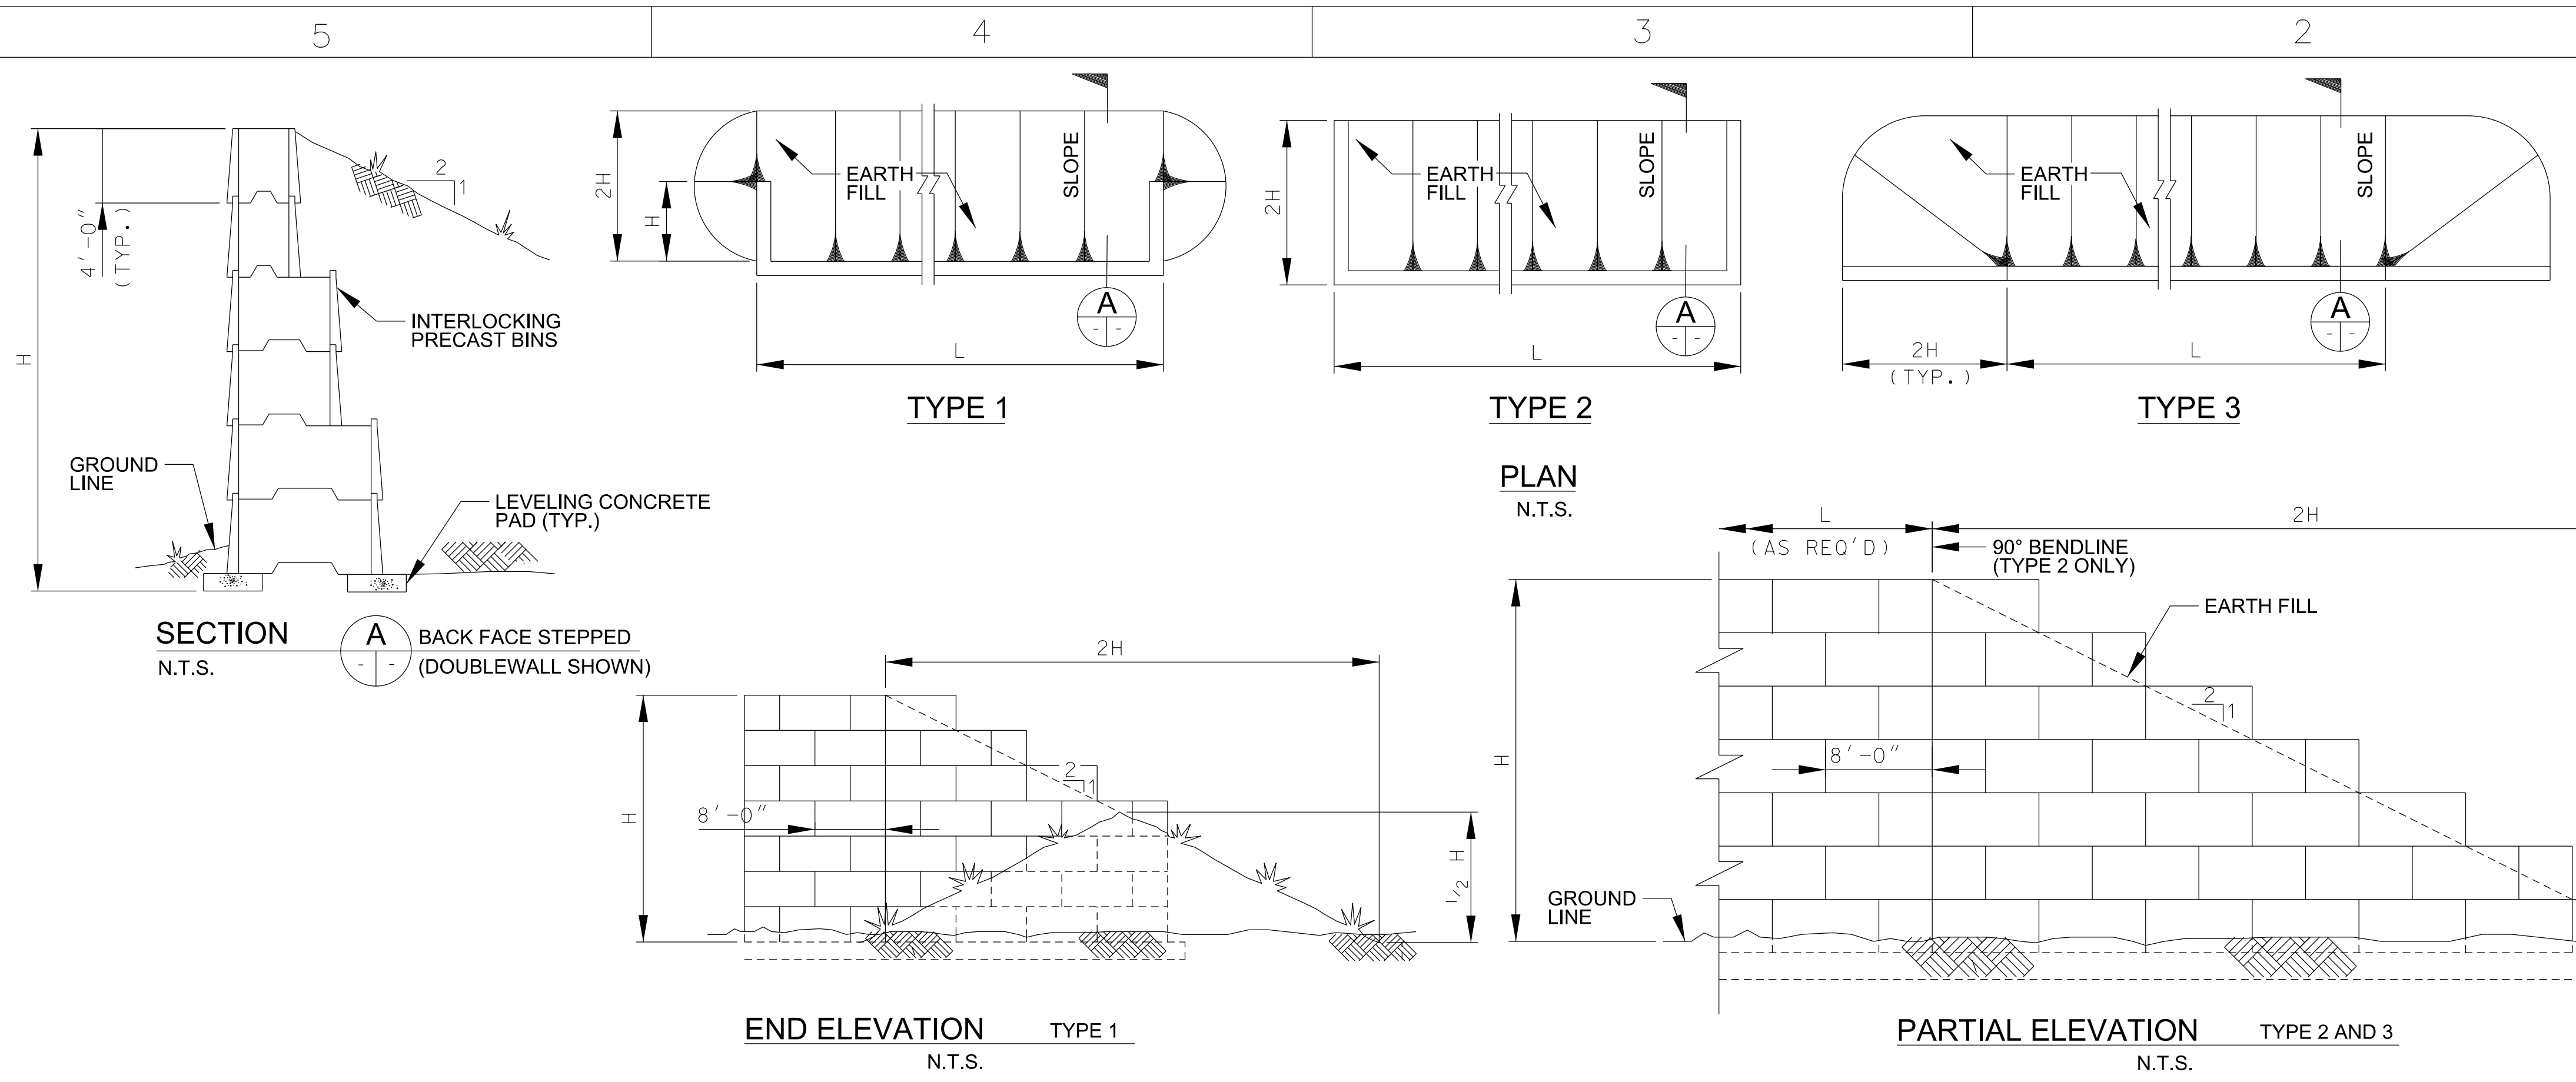 5
4
3
2
H
4'-0"
(TYP.)
2
1
INTERLOCKING
PRECAST BINS
GROUND
LINE
LEVELING CONCRETE
PAD (TYP.)
SECTION
N.T.S.
A
- -
BACK FACE STEPPED
(DOUBLEWALL SHOWN)
2H
H
EARTH
FILL
SLOPE
A
- -
L
TYPE 1
2H
EARTH
FILL
SLOPE
A
- -
L
TYPE 2
EARTH
FILL
SLOPE
A
- -
2H
(TYP.)
L
TYPE 3
PLAN
N.T.S.
2H
H
8'-0"
2
1
1/2 H
END ELEVATION TYPE 1
N.T.S.
L
(AS REQ'D)
2H
90° BENDLINE
(TYPE 2 ONLY)
EARTH FILL
2
1
H
8'-0"
GROUND
LINE
PARTIAL ELEVATION TYPE 2 AND 3
N.T.S.